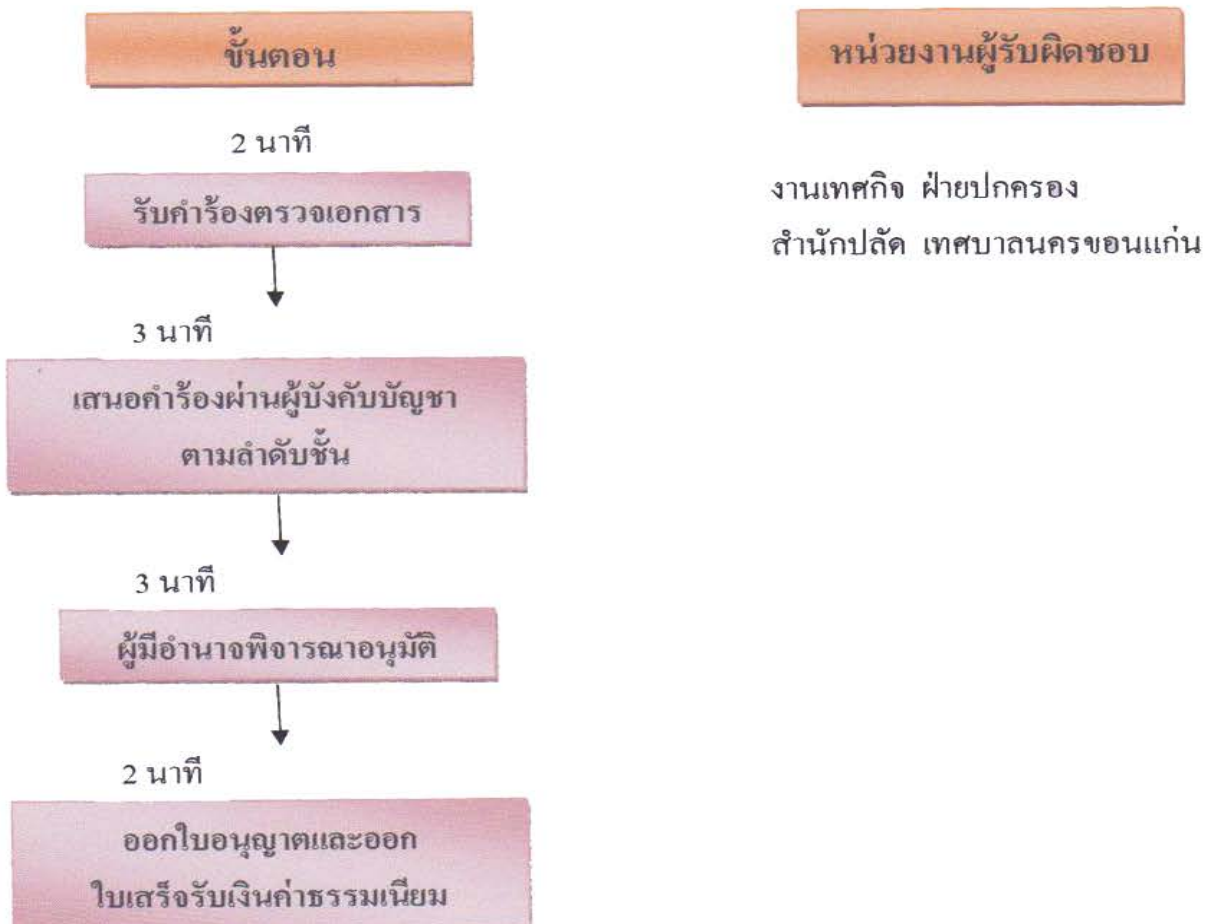 ขั้นตอน
หน่วยงานผู้รับผิดชอบ
2 นาที
รับคำร้องตรวจเอกสาร
งานเทศกิจ ฝ่ายปกครอง
สำนักปลัด เทศบาลนครขอนแก่น
3 นาที
เสนอคำร้องผ่านผู้บังคับบัญชา
ตามลำดับชั้น
3 นาที
ผู้มีอำนาจพิจารณาอนุมัติ
2 นาที
ออกใบอนุญาตและออก
ใบเสร็จรับเงินค่าธรรมเนียม